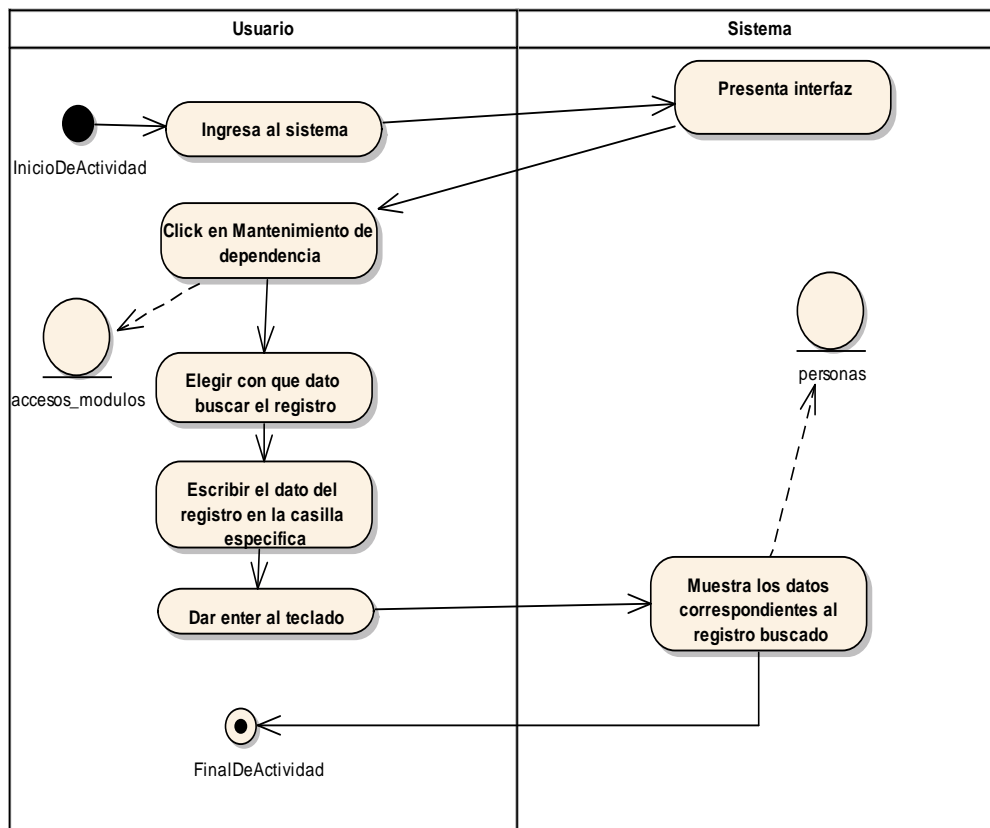 Usuario
Sistema
Presenta interfaz
Ingresa al sistema
InicioDeActividad
Click en Mantenimiento de
dependencia
accesos_modulos
personas
Elegir con que dato
buscar el registro
Escribir el dato del
registro en la casilla
especifica
Dar enter al teclado
Muestra los datos
correspondientes al
registro buscado
FinalDeActividad